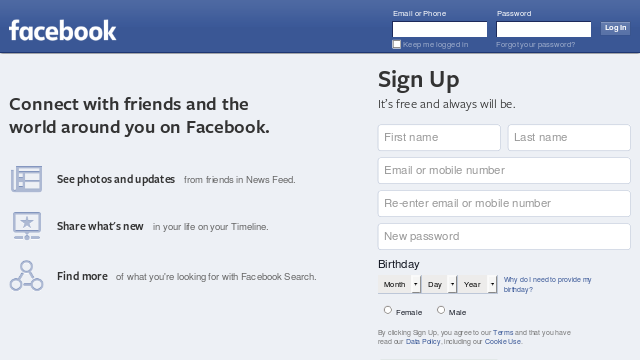 facebook
Email or Phone
Password
Log In
Keep me logged in
Forgot your password?
Connect with friends and the
world around you on Facebook.
See photos and updates from friends in News Feed.
Share what's new in your life on your Timeline.
Find more of what you're looking for with Facebook Search.
Sign Up
It's free and always will be.
First name
Last name
Email or mobile number
Re-enter email or mobile number
New password
Birthday
Month
Day
Year
Why do I need to provide my
birthday?
Female
Male
By clicking Sign Up, you agree to our Terms and that you have
read our Data Policy, including our Cookie Use.